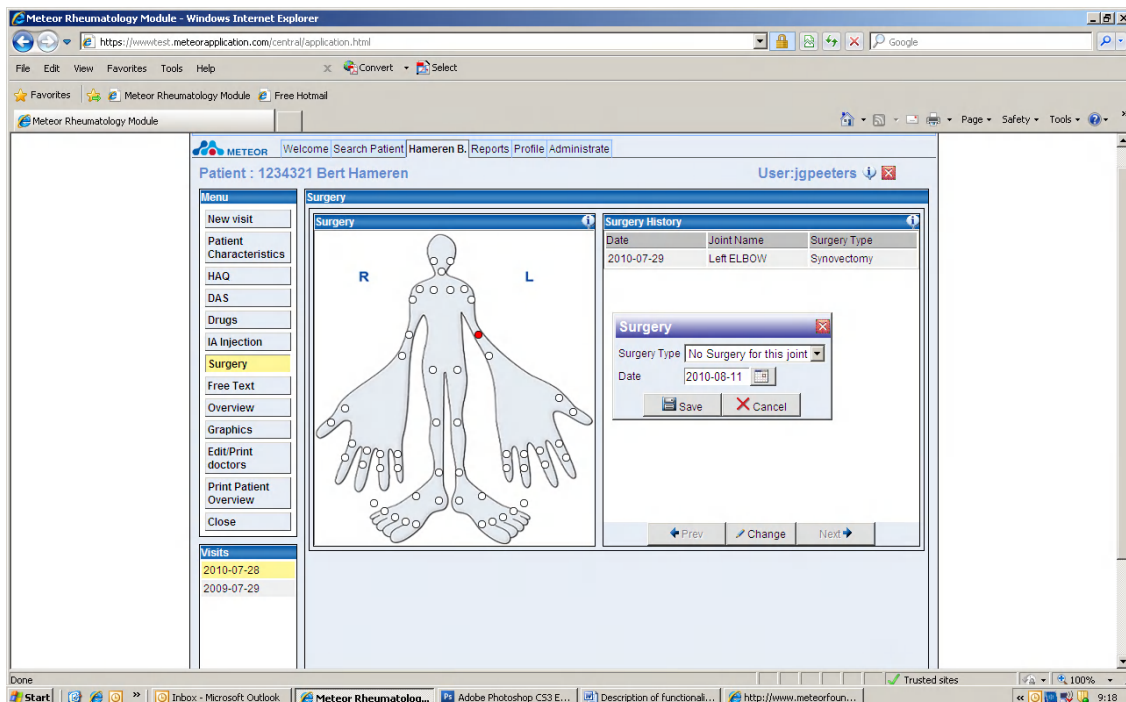 Meteor Rheumatology Module - Windows Internet Explorer
https://wwwtest.meteorapplication.com/central/application.html
Google
File Edit View Favorites Tools Help x Convert Select
Favorites Meteor Rheumatology Module Free Hotmail
Meteor Rheumatology Module
Page Safety Tools
METEOR Welcome Search Patient Hameren B. Reports Profile Administrate
Patient : 1234321 Bert Hameren
User:jgpeeters
Menu
New visit
Patient
Characteristics
HAQ
DAS
Drugs
IA Injection
Surgery
Free Text
Overview
Graphics
Edit/Print
doctors
Print Patient
Overview
Close
Visits
2010-07-28
2009-07-29
Surgery
Surgery
R L
Surgery History
Date Joint Name Surgery Type
2010-07-29 Left ELBOW Synovectomy
Surgery
Surgery Type No Surgery for this joint
Date 2010-08-11
Save Cancel
Prev Change Next
Done
Trusted sites
100%
Start
Inbox - Microsoft Outlook
Meteor Rheumatolog...
Adobe Photoshop CS3 E...
Description of functionali...
http://www.meteorfoun...
9:18